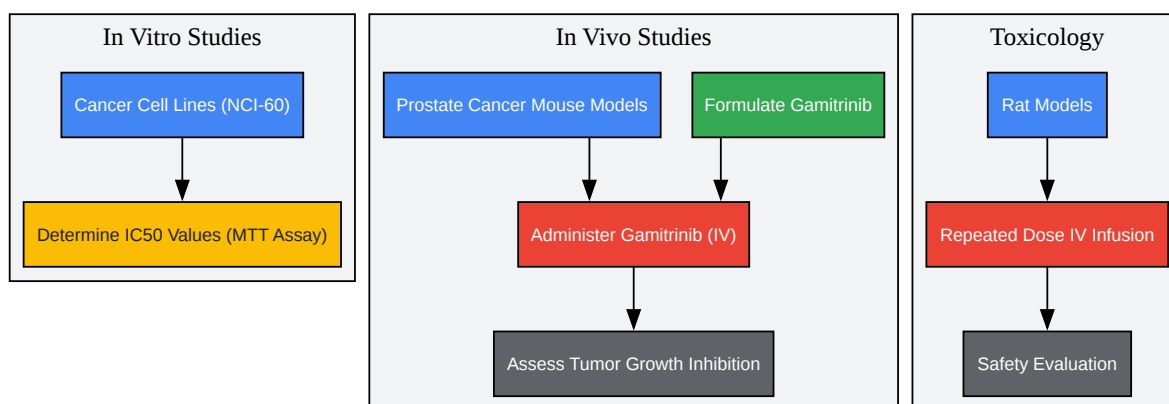 In Vitro Studies
Cancer Cell Lines (NCI-60)
Determine IC50 Values (MTT Assay)
In Vivo Studies
Prostate Cancer Mouse Models
Formulate Gamitrinib
Administer Gamitrinib (IV)
Assess Tumor Growth Inhibition
Toxicology
Rat Models
Repeated Dose IV Infusion
Safety Evaluation